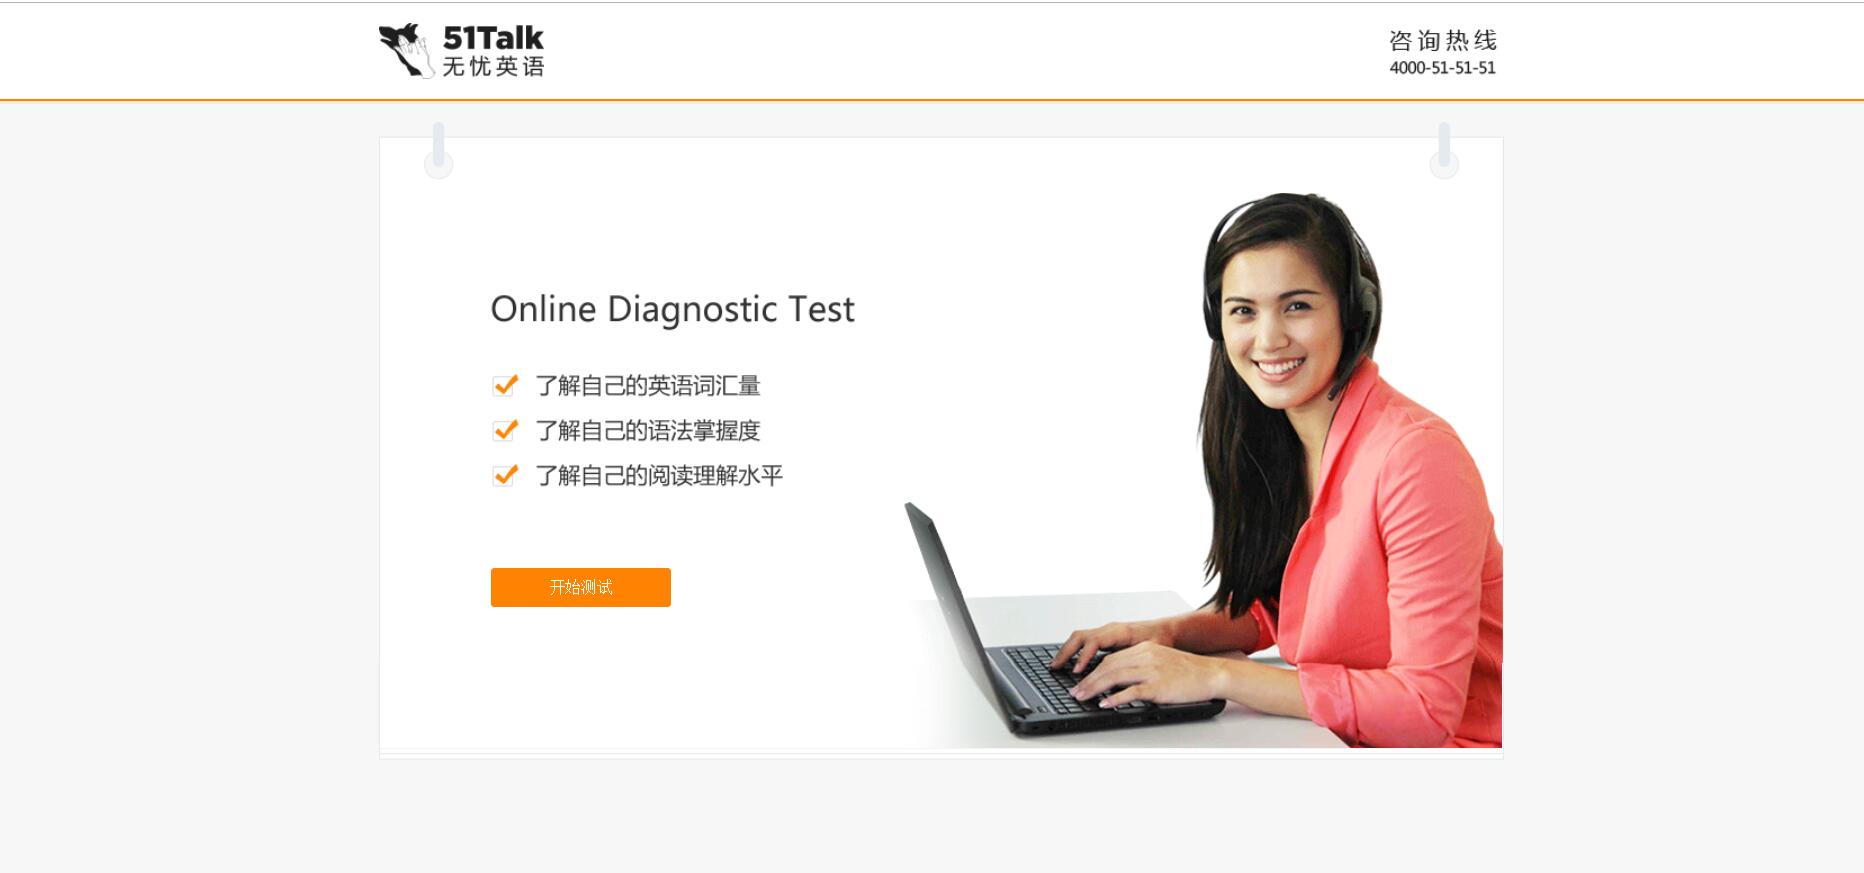 51Talk
无忧英语
咨询热线
4000-51-51-51
Online Diagnostic Test
了解自己的英语词汇量
了解自己的语法掌握度
了解自己的阅读理解水平
开始测试